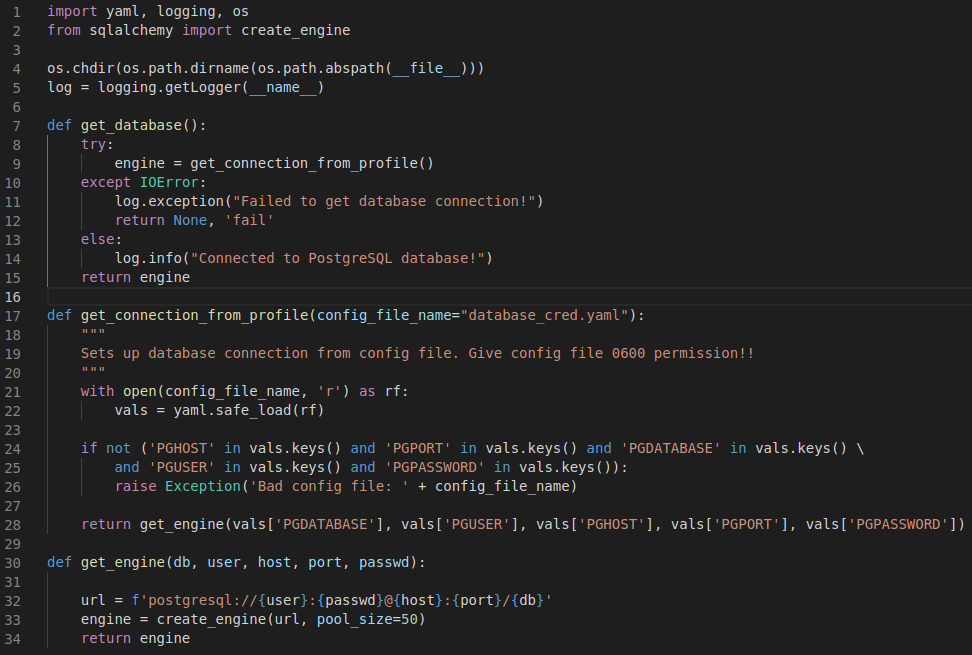 1 import yaml, logging, os
2 from sqlalchemy import create_engine
3
4 os.chdir(os.path.dirname(os.path.abspath(__file__)))
5 log = logging.getLogger(__name__)
6
7 def get_database():
8     try:
9         engine = get_connection_from_profile()
10     except IOError:
11         log.exception("Failed to get database connection!")
12         return None, 'fail'
13     else:
14         log.info("Connected to PostgreSQL database!")
15     return engine
16
17 def get_connection_from_profile(config_file_name="database_cred.yaml"):
18     """
19     Sets up database connection from config file. Give config file 0600 permission!!
20     """
21     with open(config_file_name, 'r') as rf:
22         vals = yaml.safe_load(rf)
23
24     if not ('PGHOST' in vals.keys() and 'PGPORT' in vals.keys() and 'PGDATABASE' in vals.keys() \
25         and 'PGUSER' in vals.keys() and 'PGPASSWORD' in vals.keys()):
26         raise Exception('Bad config file: ' + config_file_name)
27
28     return get_engine(vals['PGDATABASE'], vals['PGUSER'], vals['PGHOST'], vals['PGPORT'], vals['PGPASSWORD'])
29
30 def get_engine(db, user, host, port, passwd):
31
32     url = f'postgresql://{user}:{passwd}@{host}:{port}/{db}'
33     engine = create_engine(url, pool_size=50)
34     return engine